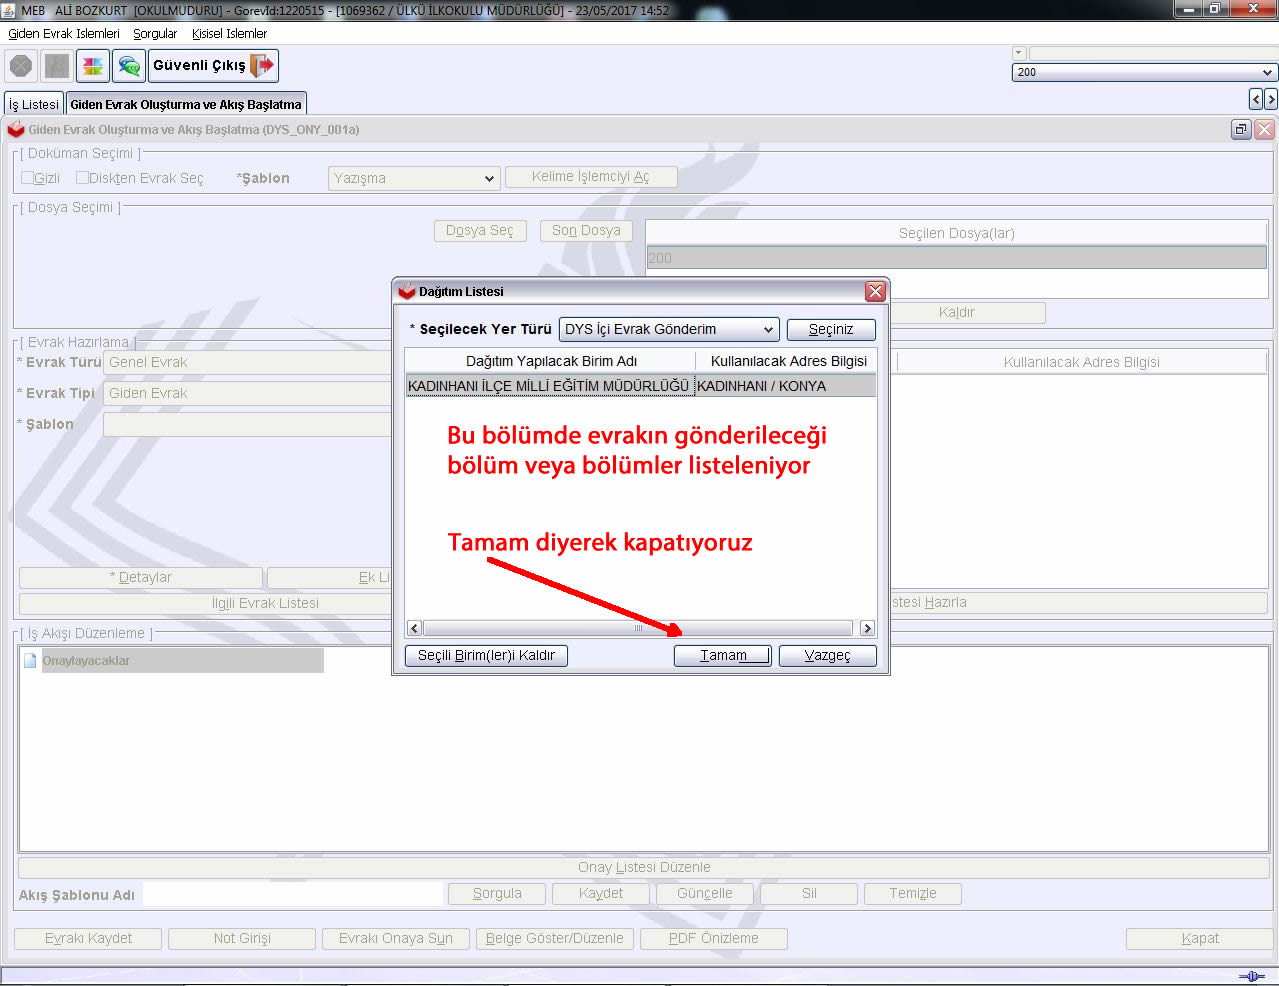 MEB ALİ BOZKURT [OKULMUDURU] - GorevId:1220515 - [1069362 / ÜLKÜ İLKOKULU MÜDÜRLÜĞÜ] - 23/05/2017 14:52
Giden Evrak Islemleri Sorgular Kisisel Islemler
Güvenli Çıkış
200
İş Listesi Giden Evrak Oluşturma ve Akış Başlatma
Giden Evrak Oluşturma ve Akış Başlatma (DYS_ONY_001a)
[ Doküman Seçimi ]
Gizli Diskten Evrak Seç *Şablon Yazışma Kelime İşlemciyi Aç
[ Dosya Seçimi ]
Dosya Seç Son Dosya Seçilen Dosya(lar)
200
Kaldır
Dağıtım Listesi
* Seçilecek Yer Türü DYS İçi Evrak Gönderim Seçiniz
Dağıtım Yapılacak Birim Adı Kullanılacak Adres Bilgisi
KADINHANI İLÇE MİLLİ EĞİTİM MÜDÜRLÜĞÜ KADINHANI / KONYA
Bu bölümde evrakın gönderileceği
bölüm veya bölümler listeleniyor
Tamam diyerek kapatıyoruz
Seçili Birim(ler)i Kaldır Tamam Vazgeç
[ Evrak Hazırlama ]
* Evrak Türü Genel Evrak
Kullanılacak Adres Bilgisi
* Evrak Tipi Giden Evrak
* Şablon
* Detaylar Ek Li
İlgili Evrak Listesi stesi Hazırla
[ İş Akışı Düzenleme ]
Onaylayacaklar
Onay Listesi Düzenle
Akış Şablonu Adı Sorgula Kaydet Güncelle Sil Temizle
Evrakı Kaydet Not Girişi Evrakı Onaya Sun Belge Göster/Düzenle PDF Önizleme Kapat